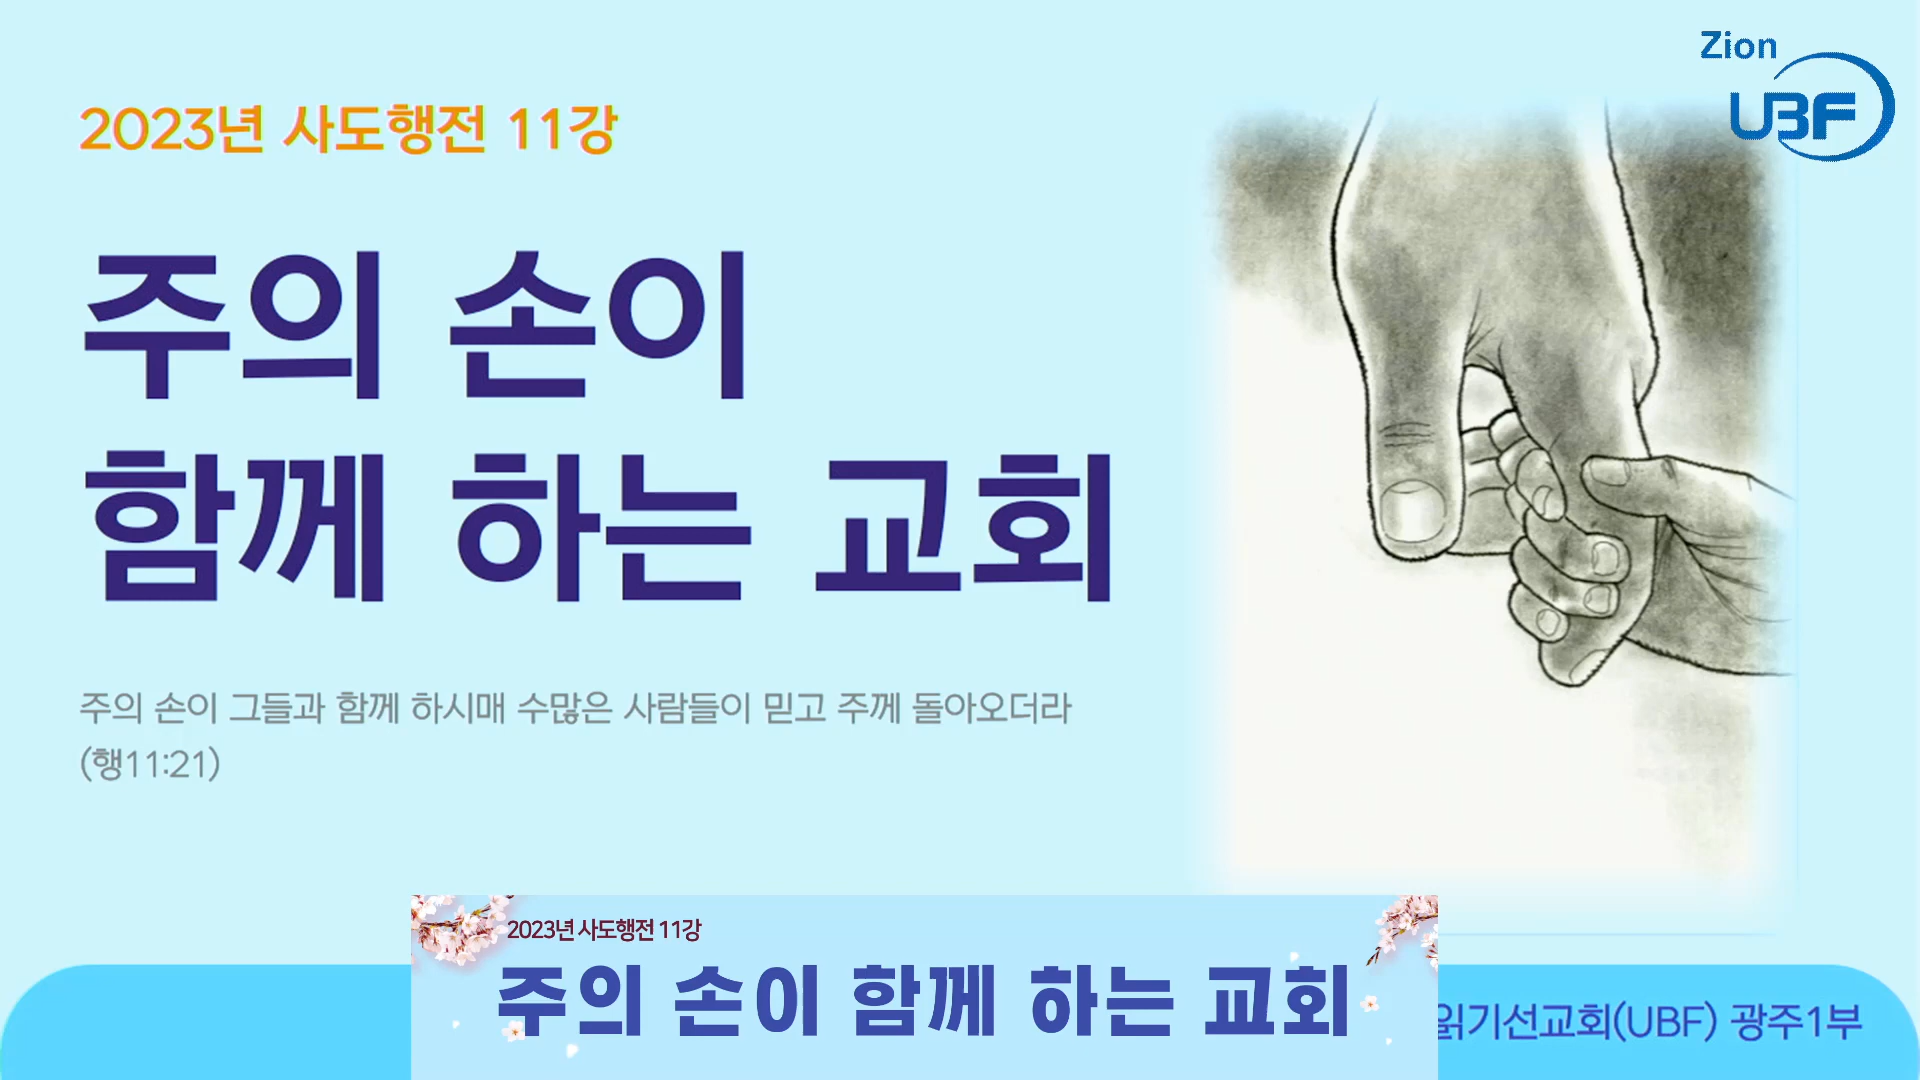 Zion
UBF
2023년 사도행전 11강
주의 손이
함께 하는 교회
주의 손이 그들과 함께 하시매 수많은 사람들이 믿고 주께 돌아오더라
(행11:21)
2023년 사도행전 11강
주의 손이 함께 하는 교회
읽기선교회(UBF) 광주1부